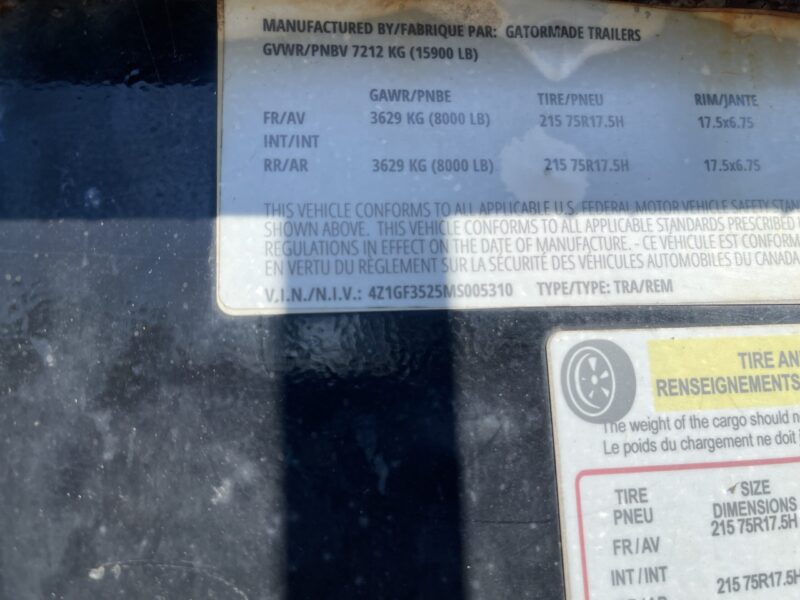 MANUFACTURED BY/FABRIQUE PAR: GATORMADE TRAILERS
GVWR/PNBV 7212 KG (15900 LB)
GAWR/PNBE TIRE/PNEU RIM/JANTE
FR/AV 3629 KG (8000 LB) 215 75R17.5H 17.5x6.75
INT/INT
RR/AR 3629 KG (8000 LB) 215 75R17.5H 17.5x6.75
THIS VEHICLE CONFORMS TO ALL APPLICABLE U.S. FEDERAL MOTOR VEHICLE SAFETY STAN
SHOWN ABOVE. THIS VEHICLE CONFORMS TO ALL APPLICABLE STANDARDS PRESCRIBED
REGULATIONS IN EFFECT ON THE DATE OF MANUFACTURE. - CE VÉHICULE EST CONFORM
EN VERTU DU RÈGLEMENT SUR LA SÉCURITÉ DES VÉHICULES AUTOMOBILES DU CANADA
V.I.N./N.I.V.: 4Z1GF3525MS005310 TYPE/TYPE: TRA/REM
TIRE AN
RENSEIGNEMENTS
The weight of the cargo should n
Le poids du chargement ne doit
TIRE SIZE
PNEU DIMENSIONS
FR/AV 215 75R17.5H
INT/INT 215 75R17.5H